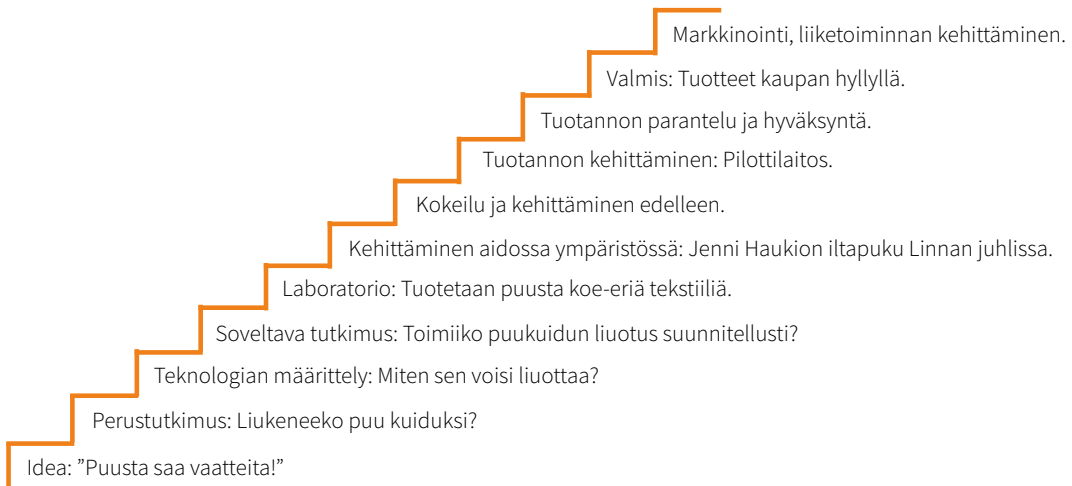 Markkinointi, liiketoiminnan kehittäminen.
Valmis: Tuotteet kaupan hyllyllä.
Tuotannon parantelu ja hyväksyntä.
Tuotannon kehittäminen: Pilottilaitos.
Kokeilu ja kehittäminen edelleen.
Kehittäminen aidossa ympäristössä: Jenni Haukion iltapuku Linnan juhlissa.
Laboratorio: Tuotetaan puusta koe-eriä tekstiiliä.
Soveltava tutkimus: Toimiiko puukuidun liuotus suunnitellusti?
Teknologian määrittely: Miten sen voisi liuottaa?
Perustutkimus: Liukeneeko puu kuiduksi?
Idea: ”Puusta saa vaatteita!”